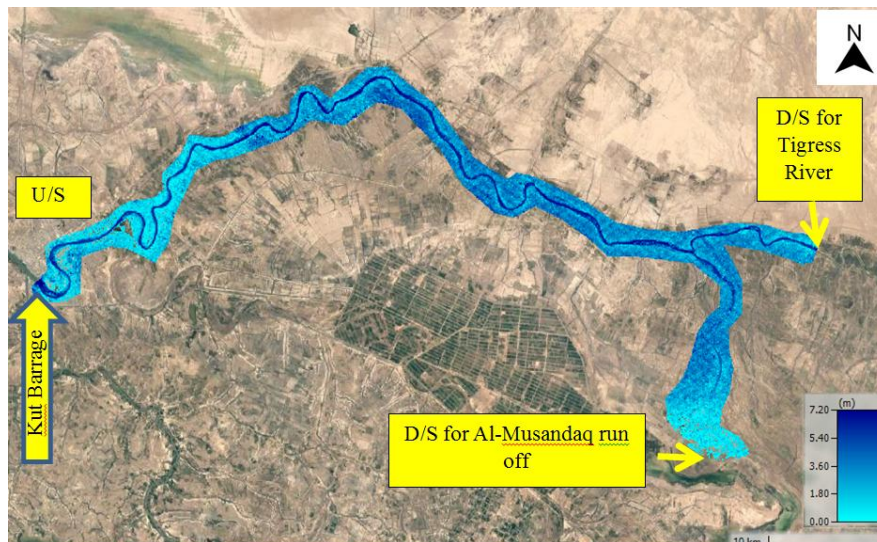 N
D/S for
Tigress
River
U/S
Kut Barrage
D/S for Al-Musandaq run
off
(m)
7.20
5.40
3.60
1.80
0.00
10 km